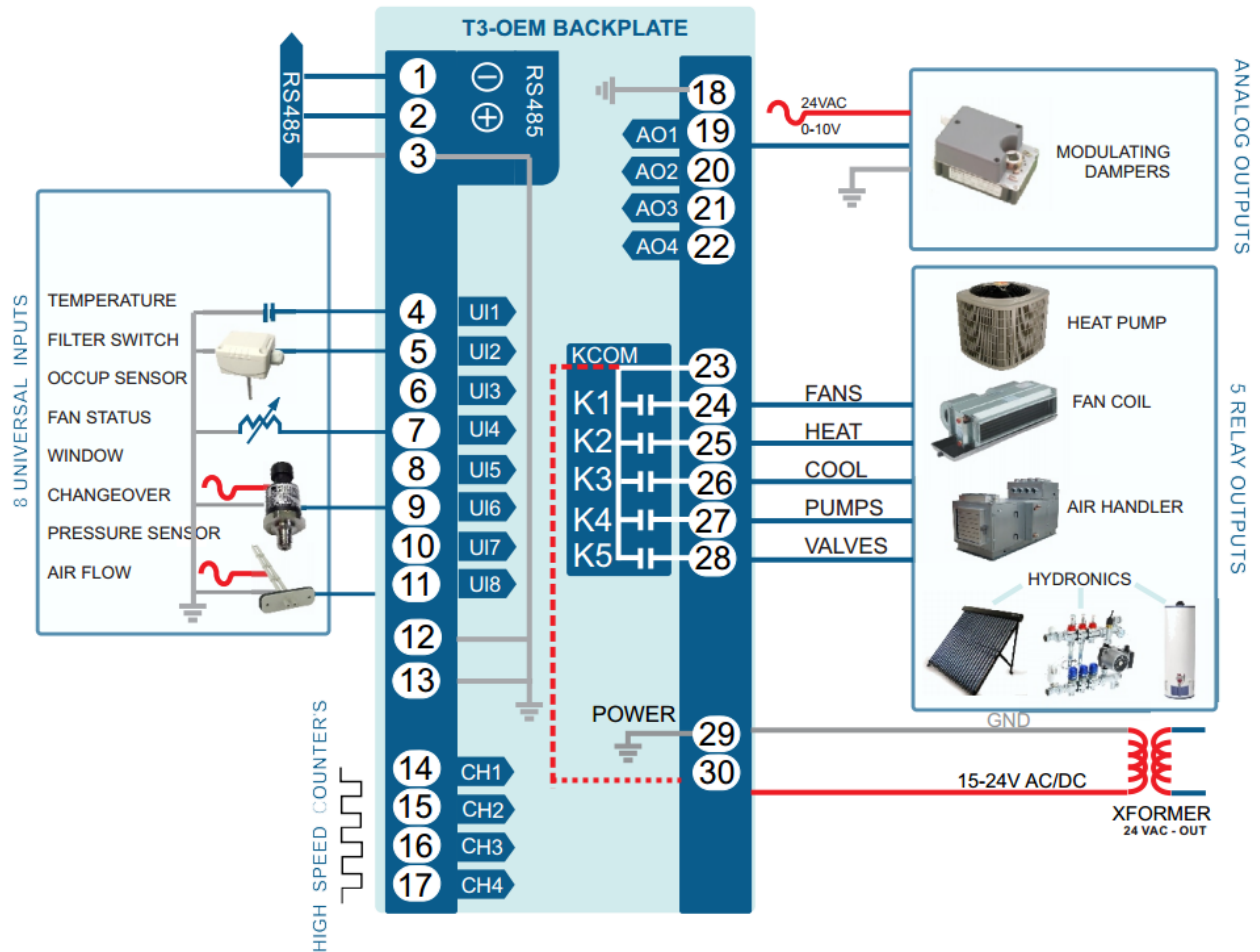 T3-OEM BACKPLATE
RS485
1
2
3
RS485
8 UNIVERSAL INPUTS
TEMPERATURE
FILTER SWITCH
OCCUP SENSOR
FAN STATUS
WINDOW
CHANGEOVER
PRESSURE SENSOR
AIR FLOW
4 UI1
5 UI2
6 UI3
7 UI4
8 UI5
9 UI6
10 UI7
11 UI8
12
13
HIGH SPEED COUNTER'S
14 CH1
15 CH2
16 CH3
17 CH4
18
AO1 19
AO2 20
AO3 21
AO4 22
24VAC
0-10V
MODULATING
DAMPERS
ANALOG OUTPUTS
KCOM 23
K1 24 FANS
K2 25 HEAT
K3 26 COOL
K4 27 PUMPS
K5 28 VALVES
HEAT PUMP
FAN COIL
AIR HANDLER
HYDRONICS
5 RELAY OUTPUTS
POWER 29
30
GND
15-24V AC/DC
XFORMER
24 VAC - OUT